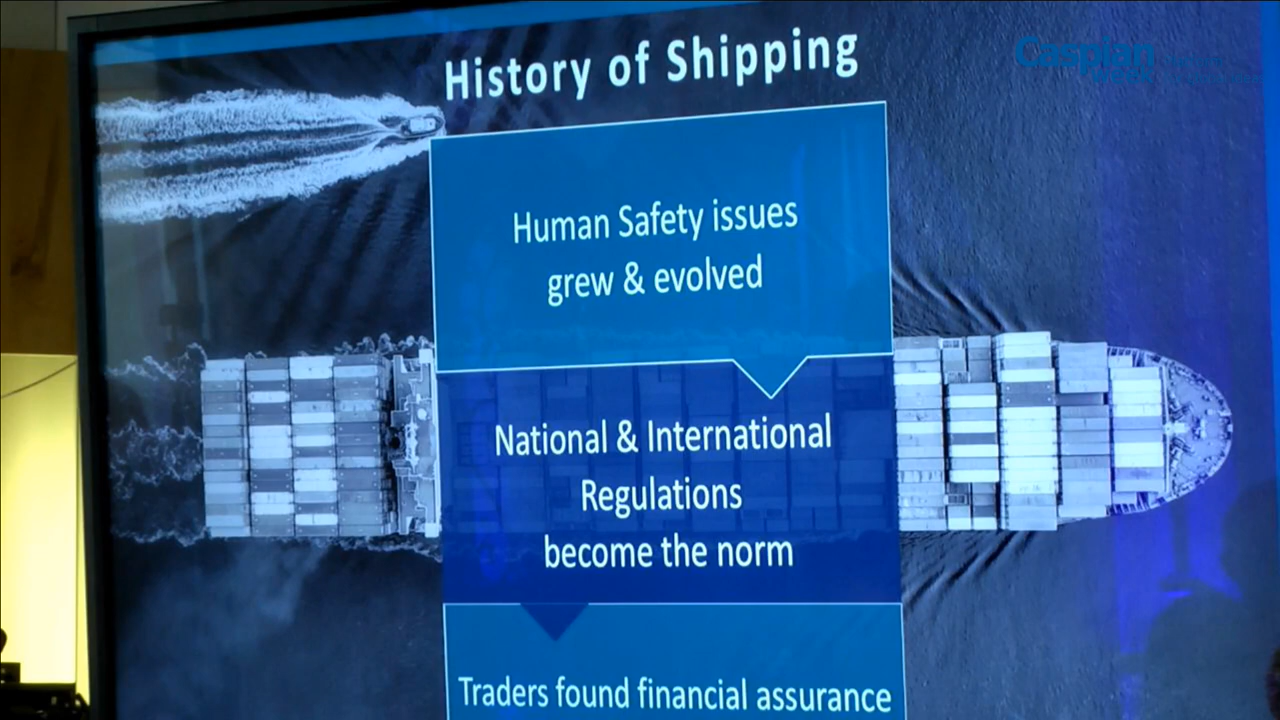 History of Shipping
Caspian
week
Human Safety issues
grew & evolved
National & International
Regulations
become the norm
Traders found financial assurance